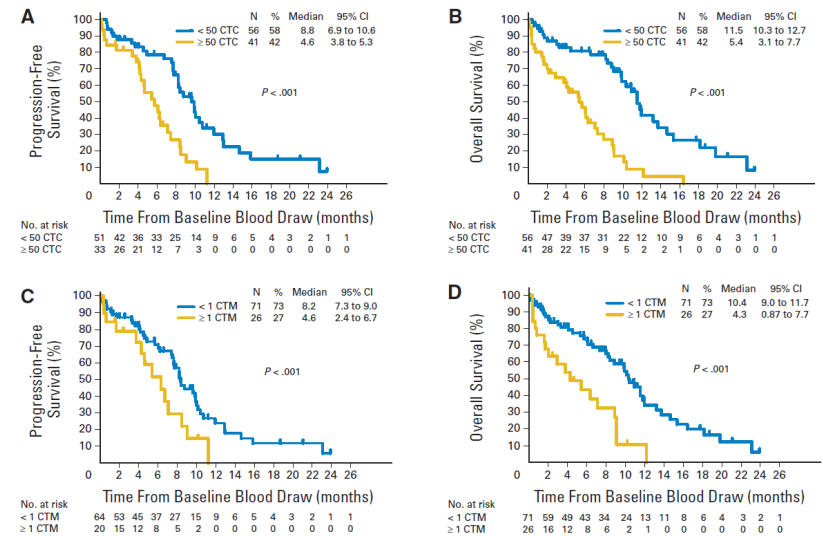 A
N % Median 95% CI
< 50 CTC 56 58 8.8 6.9 to 10.6
≥ 50 CTC 41 42 4.6 3.8 to 5.3
P < .001
Progression-Free
Survival (%)
100
90
80
70
60
50
40
30
20
10
0 2 4 6 8 10 12 14 16 18 20 22 24 26
Time From Baseline Blood Draw (months)
No. at risk
< 50 CTC 51 42 36 33 25 14 9 6 5 4 3 2 1 1
≥ 50 CTC 33 26 21 12 7 3 0 0 0 0 0 0 0 0
B
N % Median 95% CI
< 50 CTC 56 58 11.5 10.3 to 12.7
≥ 50 CTC 41 42 5.4 3.1 to 7.7
P < .001
Overall Survival (%)
100
90
80
70
60
50
40
30
20
10
0 2 4 6 8 10 12 14 16 18 20 22 24 26
Time From Baseline Blood Draw (months)
No. at risk
< 50 CTC 56 47 39 37 31 22 12 10 9 6 4 3 1 1
≥ 50 CTC 41 28 22 15 9 5 2 2 1 0 0 0 0 0
C
N % Median 95% CI
< 1 CTM 71 73 8.2 7.3 to 9.0
≥ 1 CTM 26 27 4.6 2.4 to 6.7
P < .001
Progression-Free
Survival (%)
100
90
80
70
60
50
40
30
20
10
0 2 4 6 8 10 12 14 16 18 20 22 24 26
Time From Baseline Blood Draw (months)
No. at risk
< 1 CTM 64 53 45 37 27 15 9 6 5 4 3 2 1 1
≥ 1 CTM 20 15 12 8 5 2 0 0 0 0 0 0 0 0
D
N % Median 95% CI
< 1 CTM 71 73 10.4 9.0 to 11.7
≥ 1 CTM 26 27 4.3 0.87 to 7.7
P < .001
Overall Survival (%)
100
90
80
70
60
50
40
30
20
10
0 2 4 6 8 10 12 14 16 18 20 22 24 26
Time From Baseline Blood Draw (months)
No. at risk
< 1 CTM 71 59 49 43 34 24 13 11 8 6 4 3 2 1
≥ 1 CTM 26 16 12 8 6 2 1 0 0 0 0 0 0 0